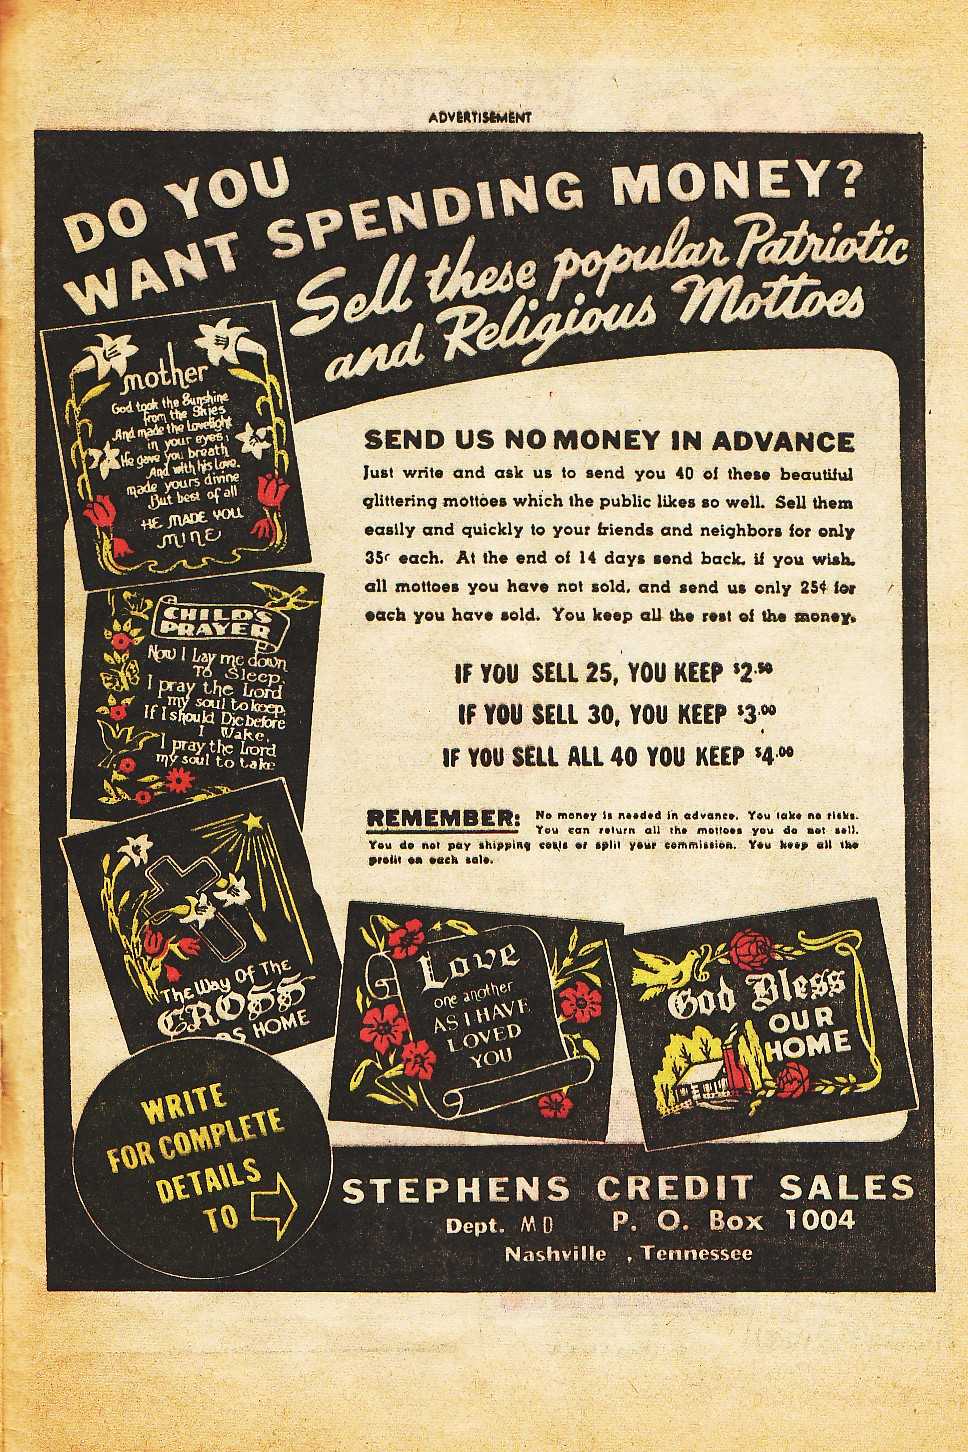 ADVERTISEMENT
DO YOU
WANT SPENDING MONEY?
Sell these popular Patriotic
and Religious Mottoes
mother
God took the Sunshine
from the Skies
And made the Lovelight
in your eyes;
He gave you breath
And with his Love.
made yours divine
But best of all
HE MADE YOU
MINE
SEND US NO MONEY IN ADVANCE
Just write and ask us to send you 40 of these beautiful
glittering mottoes which the public likes so well. Sell them
easily and quickly to your friends and neighbors for only
35¢ each. At the end of 14 days send back, if you wish,
all mottoes you have not sold, and send us only 25¢ for
each you have sold. You keep all the rest of the money.
CHILD'S
PRAYER
Now I Lay me down
To Sleep.
I pray the Lord
my soul to keep,
If I should Die before
I Wake,
I pray the Lord
my soul to take
IF YOU SELL 25, YOU KEEP $2.50
IF YOU SELL 30, YOU KEEP $3.00
IF YOU SELL ALL 40 YOU KEEP $4.00
REMEMBER: No money is needed in advance. You take no risks.
You can return all the mottoes you do not sell.
You do not pay shipping costs or split your commission. You keep all the
profit on each sale.
The Way Of The
CROSS
AS HOME
Love
one another
AS I HAVE
LOVED
YOU
God Bless
OUR
HOME
WRITE
FOR COMPLETE
DETAILS
TO
STEPHENS CREDIT SALES
Dept. MD P. O. Box 1004
Nashville , Tennessee